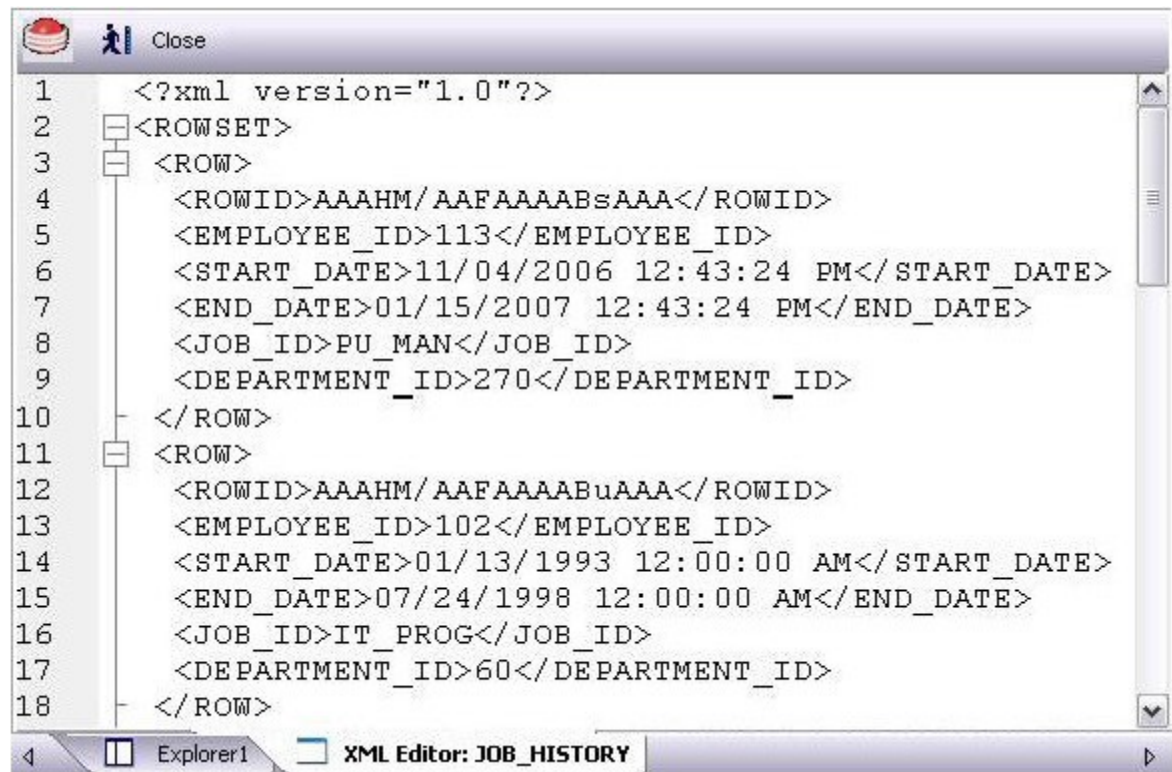 Close
1 <?xml version="1.0"?>
2 <ROWSET>
3 <ROW>
4 <ROWID>AAAHM/AAFAAAABsAAA</ROWID>
5 <EMPLOYEE_ID>113</EMPLOYEE_ID>
6 <START_DATE>11/04/2006 12:43:24 PM</START_DATE>
7 <END_DATE>01/15/2007 12:43:24 PM</END_DATE>
8 <JOB_ID>PU_MAN</JOB_ID>
9 <DEPARTMENT_ID>270</DEPARTMENT_ID>
10 </ROW>
11 <ROW>
12 <ROWID>AAAHM/AAFAAAABuAAA</ROWID>
13 <EMPLOYEE_ID>102</EMPLOYEE_ID>
14 <START_DATE>01/13/1993 12:00:00 AM</START_DATE>
15 <END_DATE>07/24/1998 12:00:00 AM</END_DATE>
16 <JOB_ID>IT_PROG</JOB_ID>
17 <DEPARTMENT_ID>60</DEPARTMENT_ID>
18 </ROW>
Explorer1 XML Editor: JOB_HISTORY